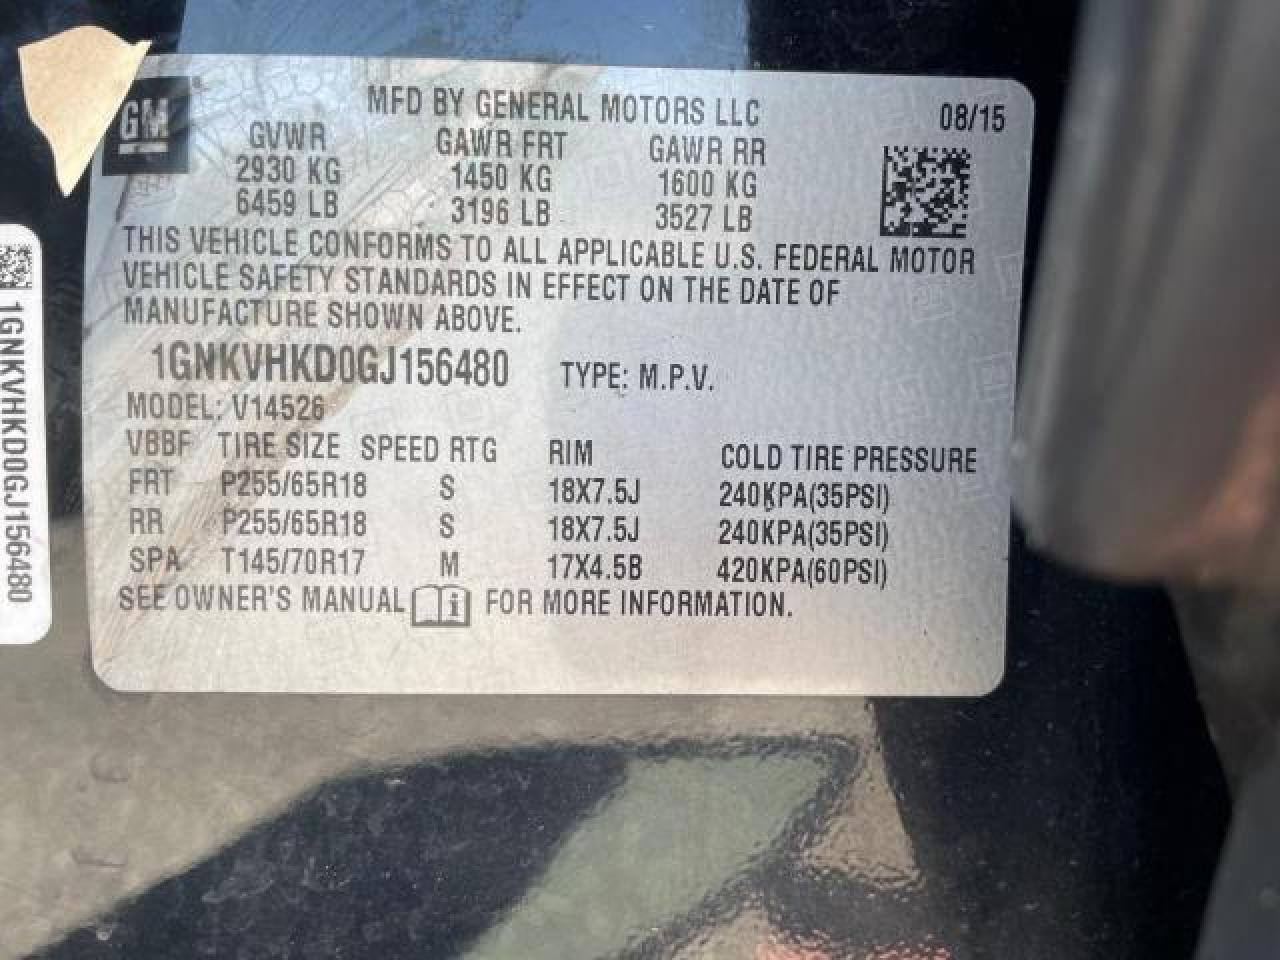 GM
MFD BY GENERAL MOTORS LLC 08/15
GVWR GAWR FRT GAWR RR
2930 KG 1450 KG 1600 KG
6459 LB 3196 LB 3527 LB
THIS VEHICLE CONFORMS TO ALL APPLICABLE U.S. FEDERAL MOTOR
VEHICLE SAFETY STANDARDS IN EFFECT ON THE DATE OF
MANUFACTURE SHOWN ABOVE.
1GNKVHKD0GJ156480 TYPE: M.P.V.
MODEL: V14526
VBBF TIRE SIZE SPEED RTG RIM COLD TIRE PRESSURE
FRT P255/65R18 S 18X7.5J 240KPA(35PSI)
RR P255/65R18 S 18X7.5J 240KPA(35PSI)
SPA T145/70R17 M 17X4.5B 420KPA(60PSI)
SEE OWNER'S MANUAL i FOR MORE INFORMATION.
1GNKVHKD0GJ156480